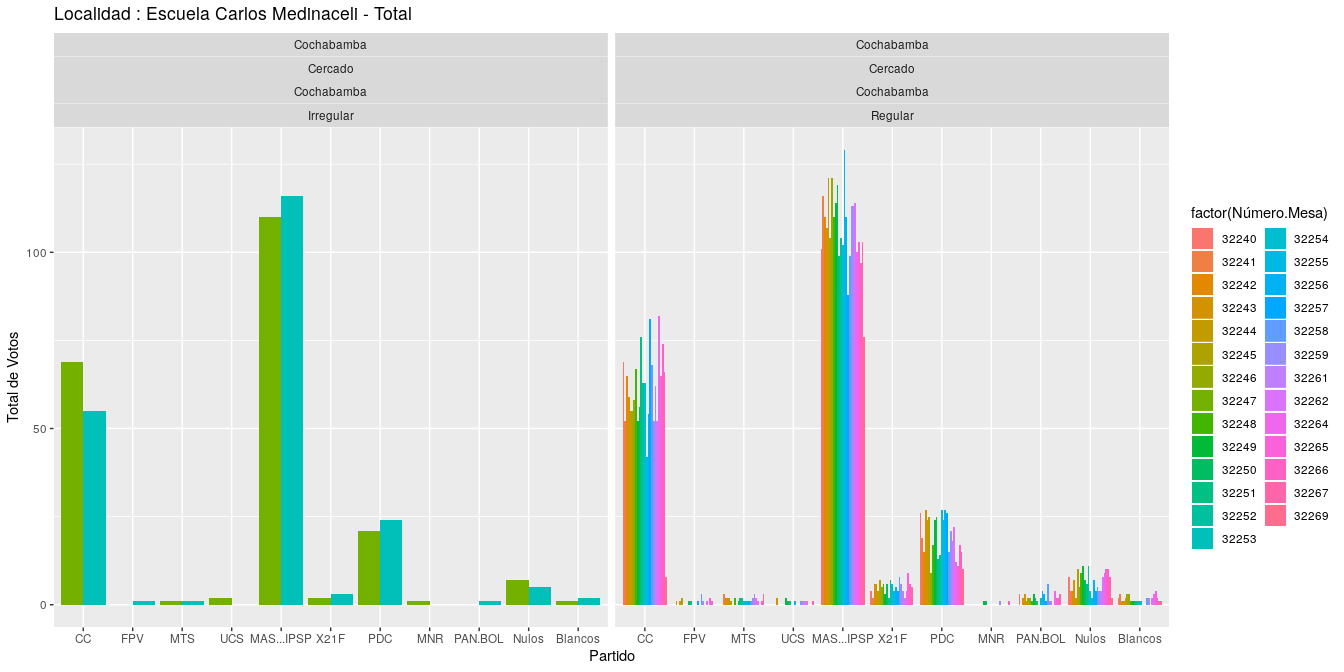 Localidad : Escuela Carlos Medinaceli - Total
Cochabamba
Cercado
Cochabamba
Irregular
Cochabamba
Cercado
Cochabamba
Regular
Total de Votos
100
50
0
CC FPV MTS UCS MAS...IPSP X21F PDC MNR PAN.BOL Nulos Blancos
CC FPV MTS UCS MAS...IPSP X21F PDC MNR PAN.BOL Nulos Blancos
Partido
factor(Número.Mesa)
32240 32254
32241 32255
32242 32256
32243 32257
32244 32258
32245 32259
32246 32261
32247 32262
32248 32264
32249 32265
32250 32266
32251 32267
32252 32269
32253